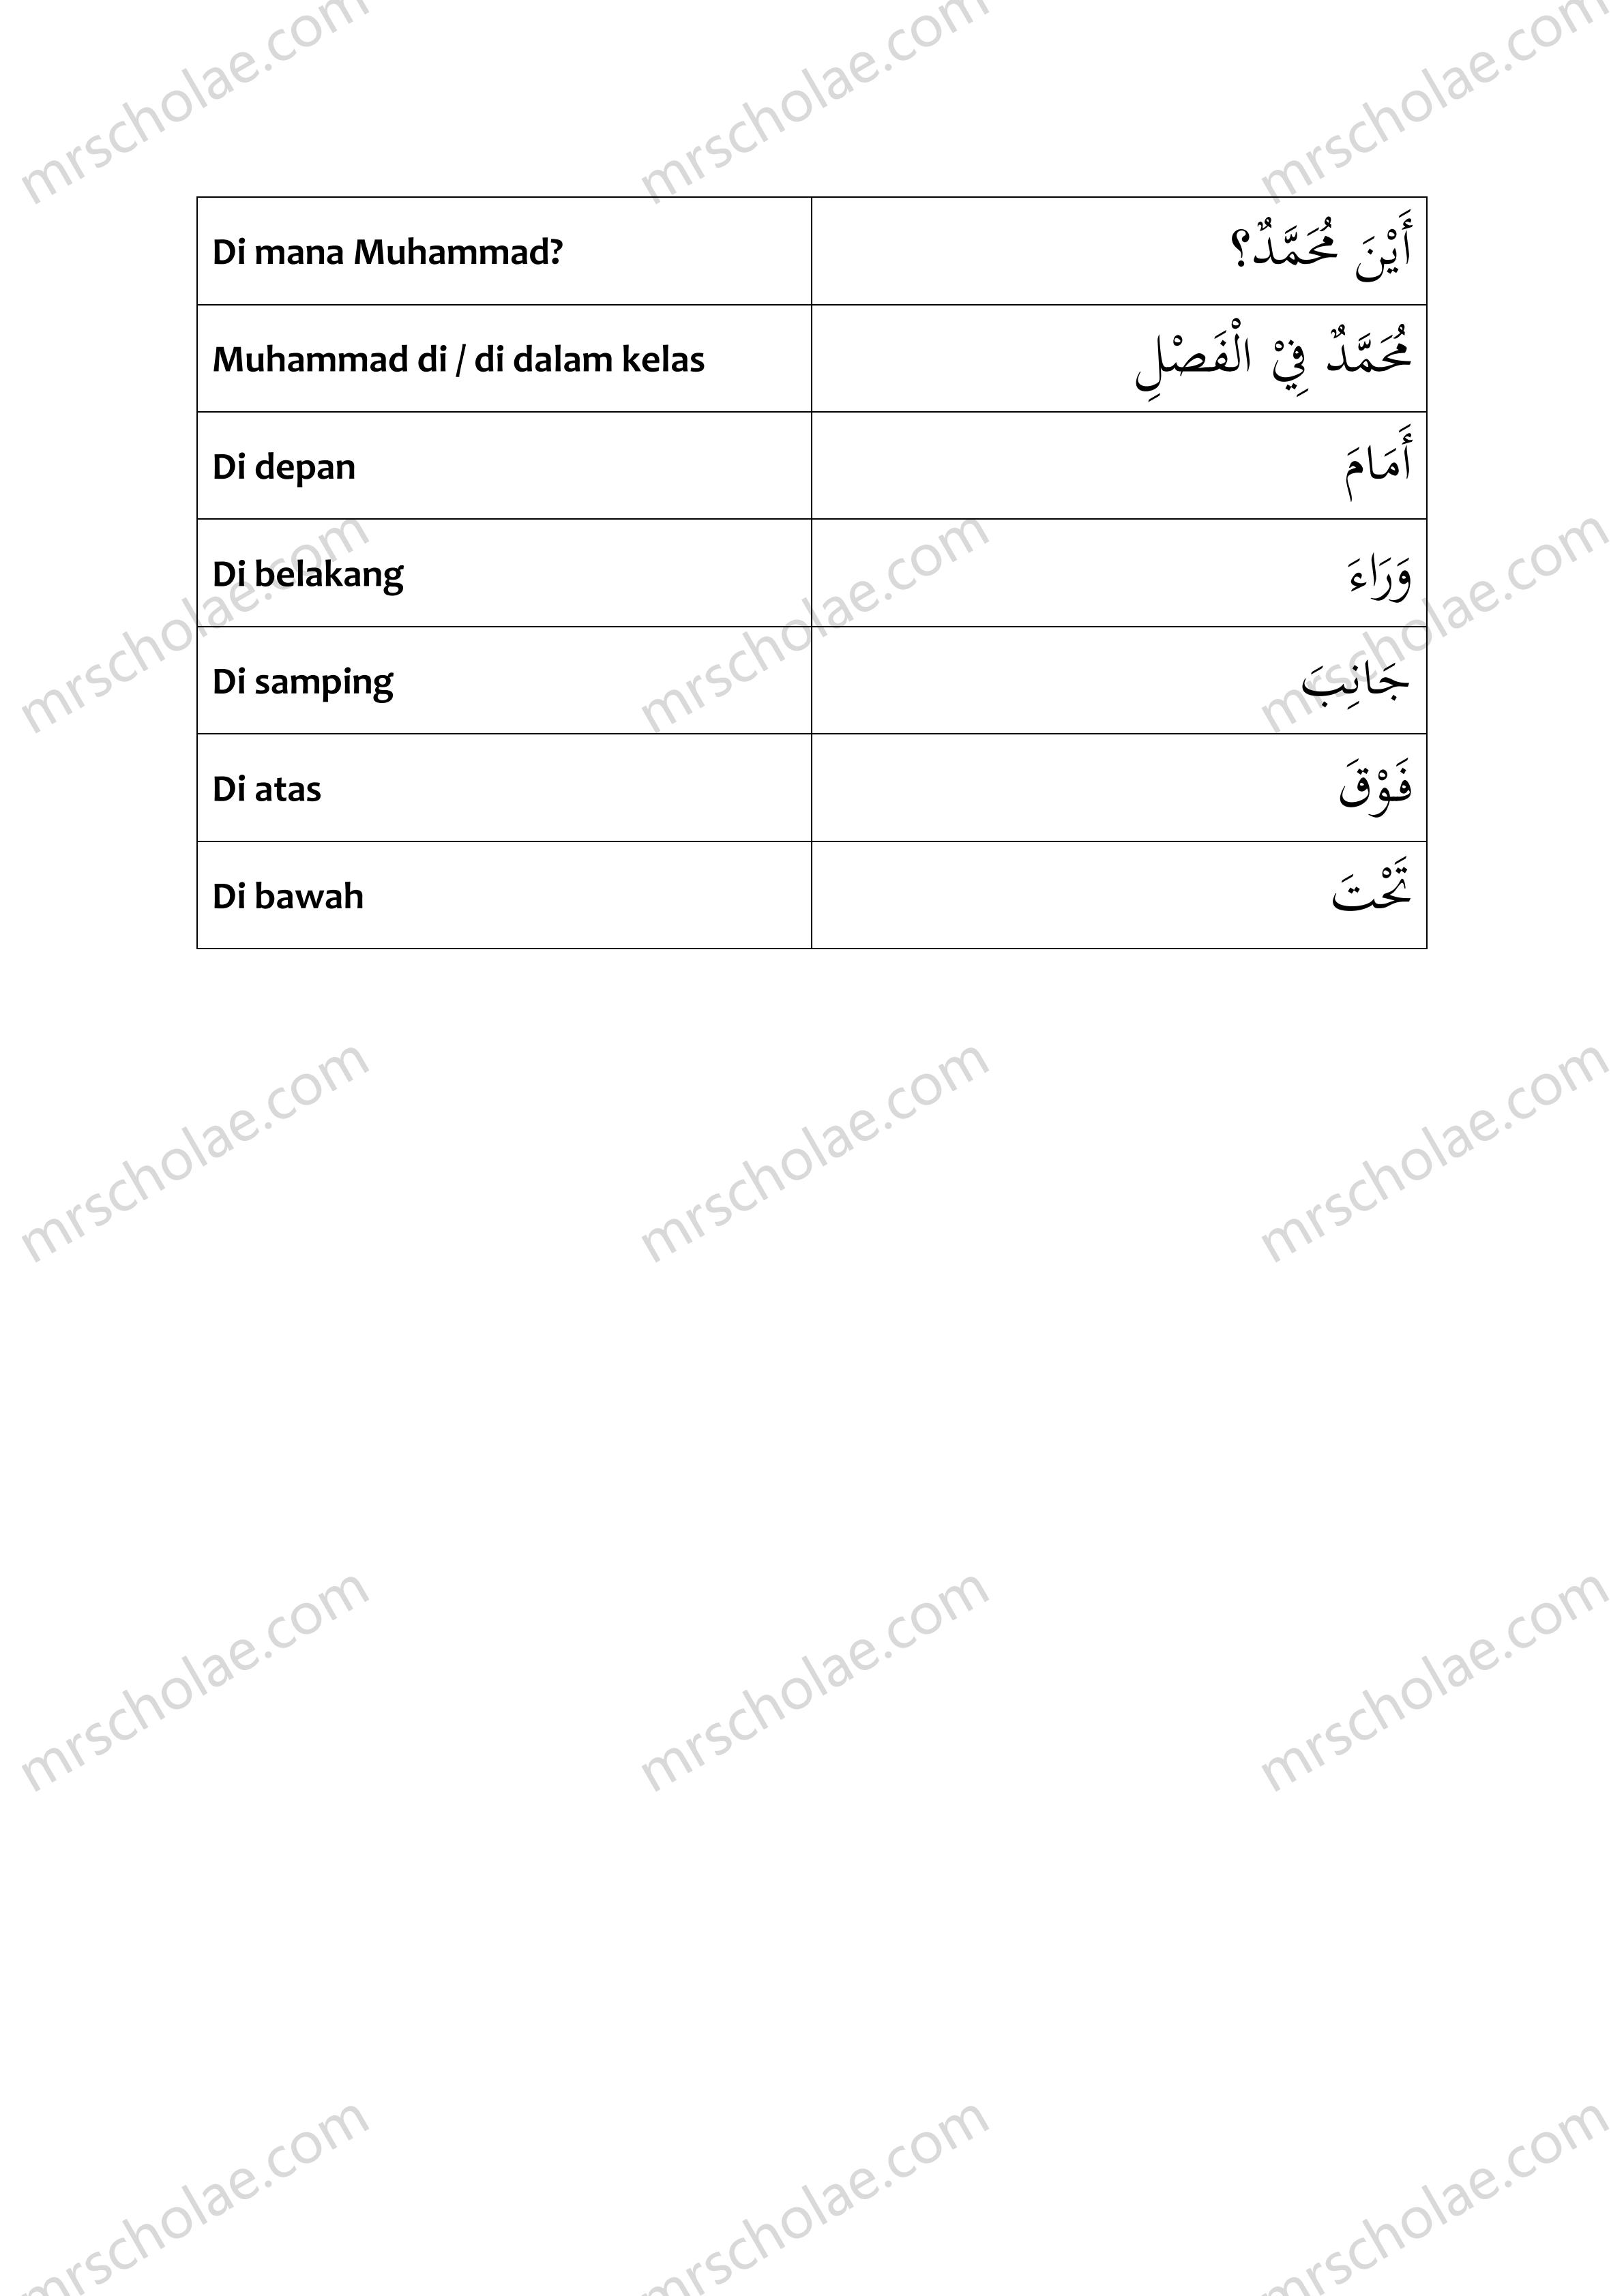 Di mana Muhammad? أَيْنَ مُحَمَّدٌ؟
Muhammad di / di dalam kelas مُحَمَّدٌ فِيْ الْفَصْلِ
Di depan أَمَامَ
Di belakang وَرَاءَ
Di samping جَانِبَ
Di atas فَوْقَ
Di bawah تَحْتَ
mrscholae.com mrscholae.com mrscholae.com
mrscholae.com mrscholae.com mrscholae.com
mrscholae.com mrscholae.com mrscholae.com
mrscholae.com mrscholae.com mrscholae.com
mrscholae.com mrscholae.com mrscholae.com